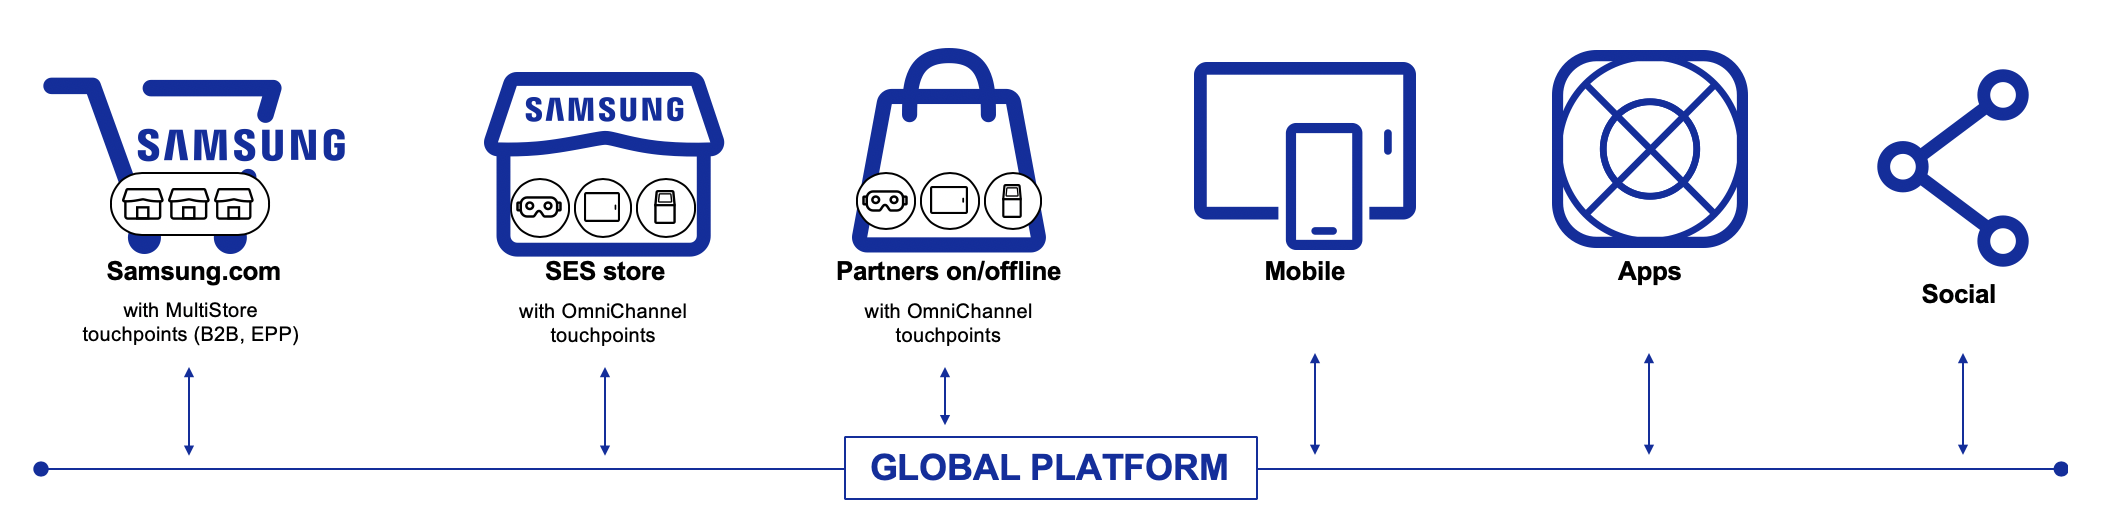 SAMSUNG
SAMSUNG
Samsung.com
with MultiStore
touchpoints (B2B, EPP)
SES store
with OmniChannel
touchpoints
Partners on/offline
with OmniChannel
touchpoints
Mobile
Apps
Social
GLOBAL PLATFORM